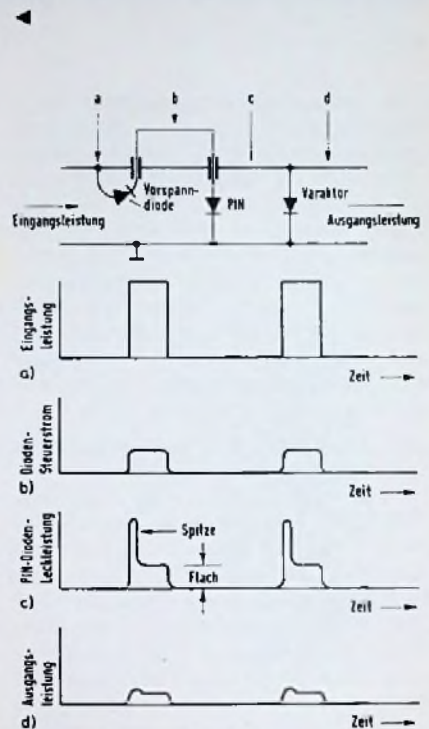 a b c d
Vorspann-
diode
PIN
Varaktor
Eingangsleistung
Ausgangsleistung
Eingangs-
leistung
a)
Zeit
Dioden-
Steuerstrom
b)
Zeit
PIN-Dioden-
Leckleistung
Spitze
Flach
c)
Zeit
Ausgangs-
leistung
d)
Zeit